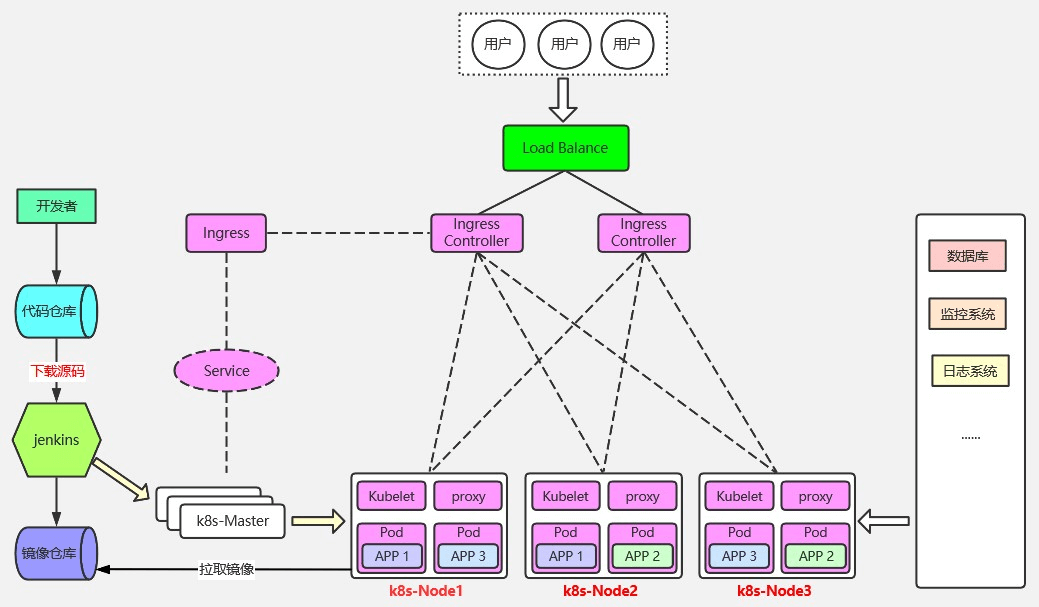 用户
用户
用户
Load Balance
开发者
Ingress
Ingress
Controller
Ingress
Controller
数据库
代码仓库
监控系统
下载源码
Service
日志系统
jenkins
......
k8s-Master
Kubelet
proxy
Kubelet
proxy
Kubelet
proxy
Pod
Pod
Pod
Pod
Pod
Pod
APP 1
APP 3
APP 1
APP 2
APP 3
APP 2
镜像仓库
拉取镜像
k8s-Node1
k8s-Node2
k8s-Node3